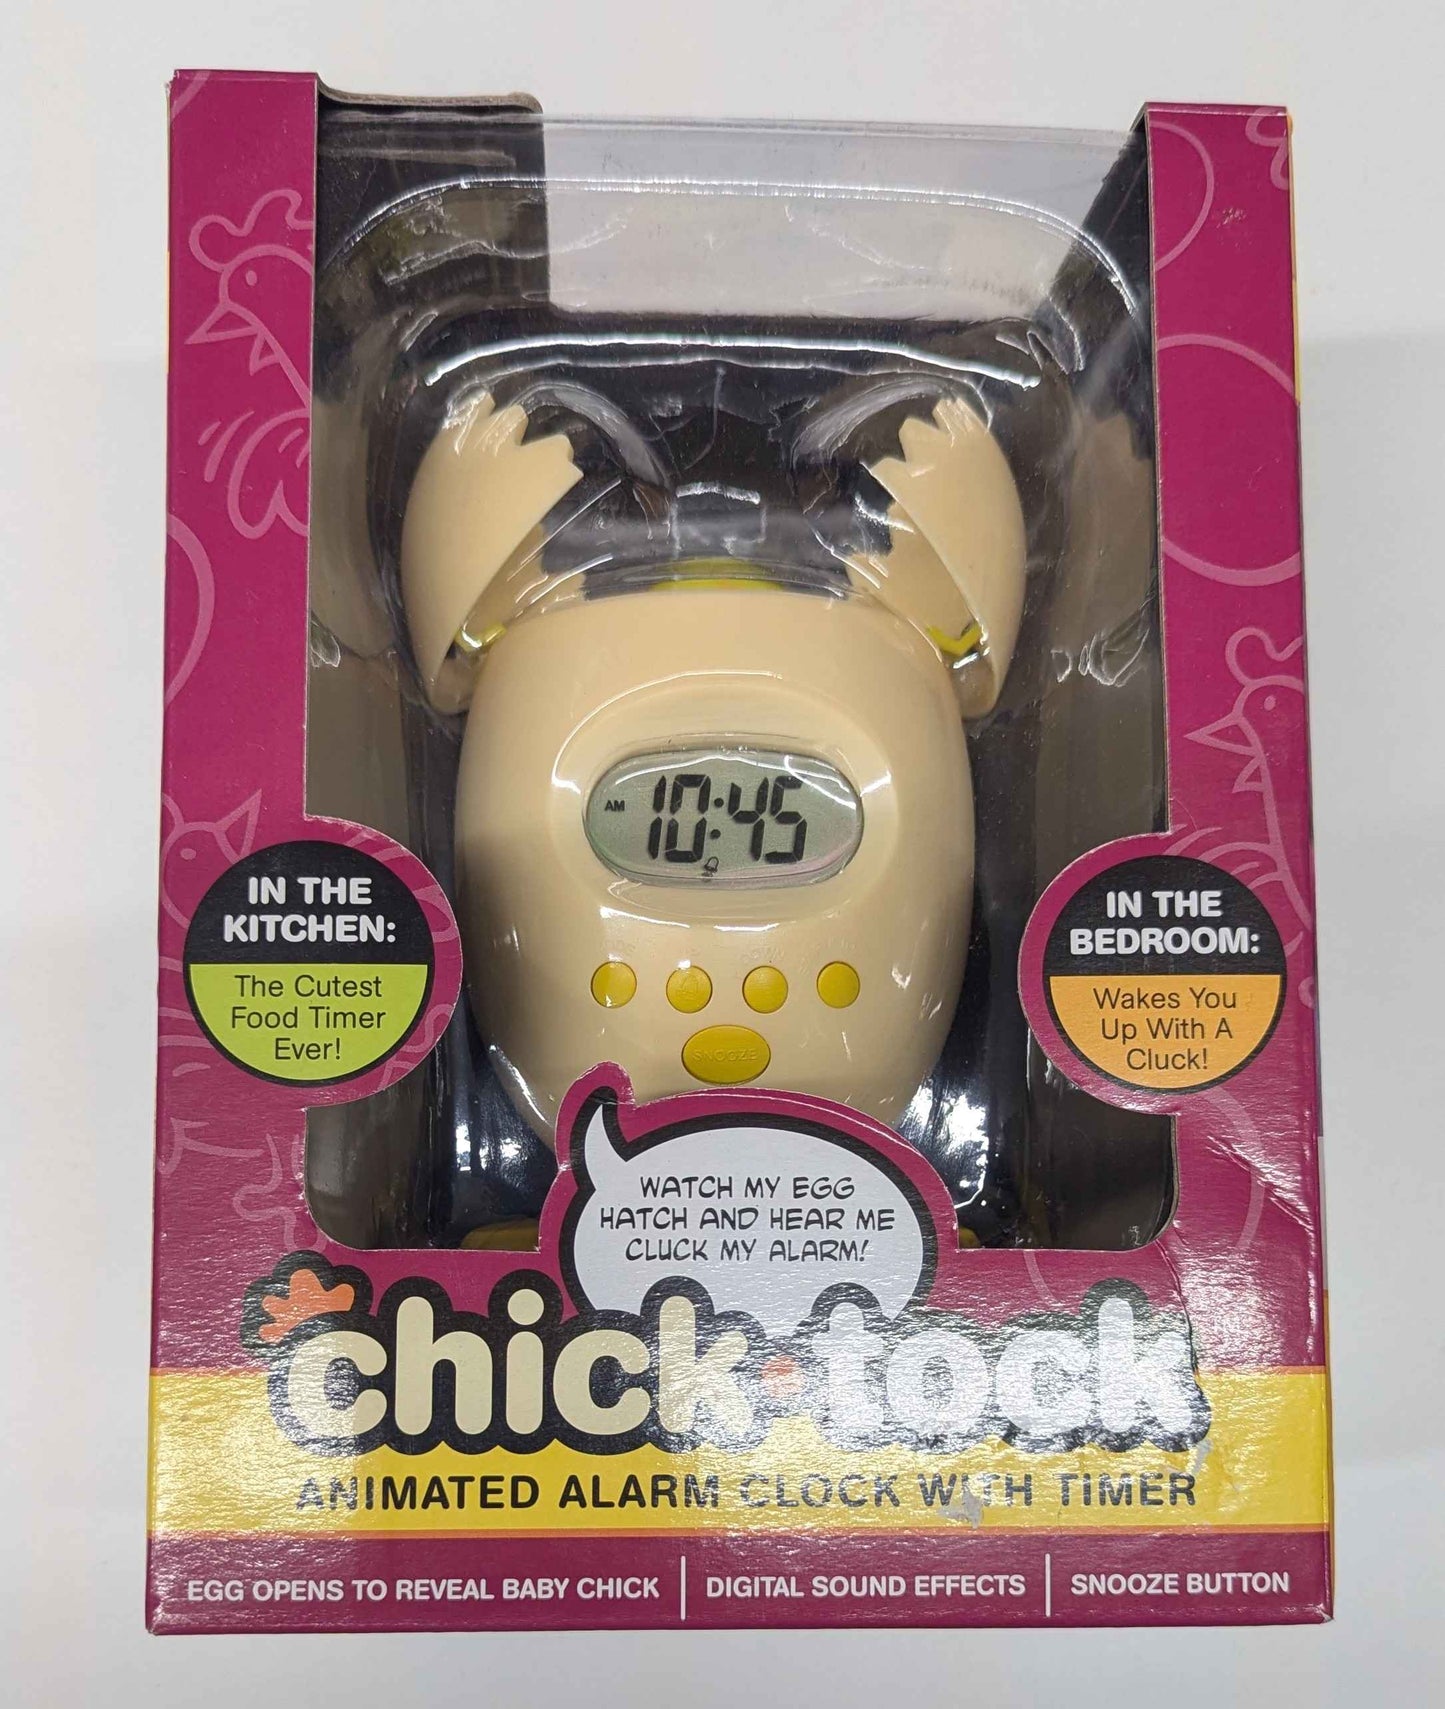 AM 10:45
SNOOZE
IN THE
KITCHEN:
The Cutest
Food Timer
Ever!
IN THE
BEDROOM:
Wakes You
Up With A
Cluck!
WATCH MY EGG
HATCH AND HEAR ME
CLUCK MY ALARM!
chick·tock
ANIMATED ALARM CLOCK WITH TIMER
EGG OPENS TO REVEAL BABY CHICK | DIGITAL SOUND EFFECTS | SNOOZE BUTTON